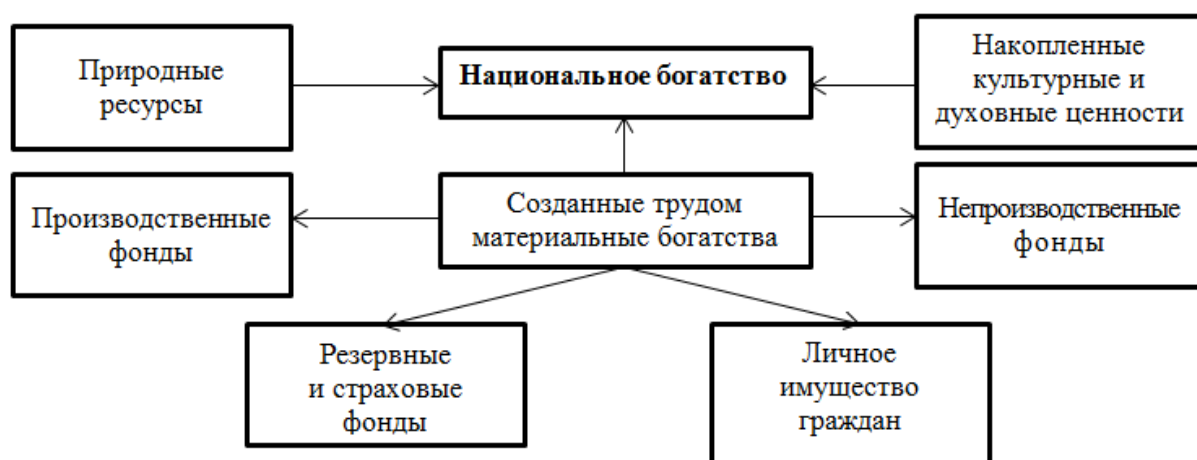 Природные
ресурсы
Национальное богатство
Накопленные
культурные и
духовные ценности
Производственные
фонды
Созданные трудом
материальные богатства
Непроизводственные
фонды
Резервные
и страховые
фонды
Личное
имущество
граждан